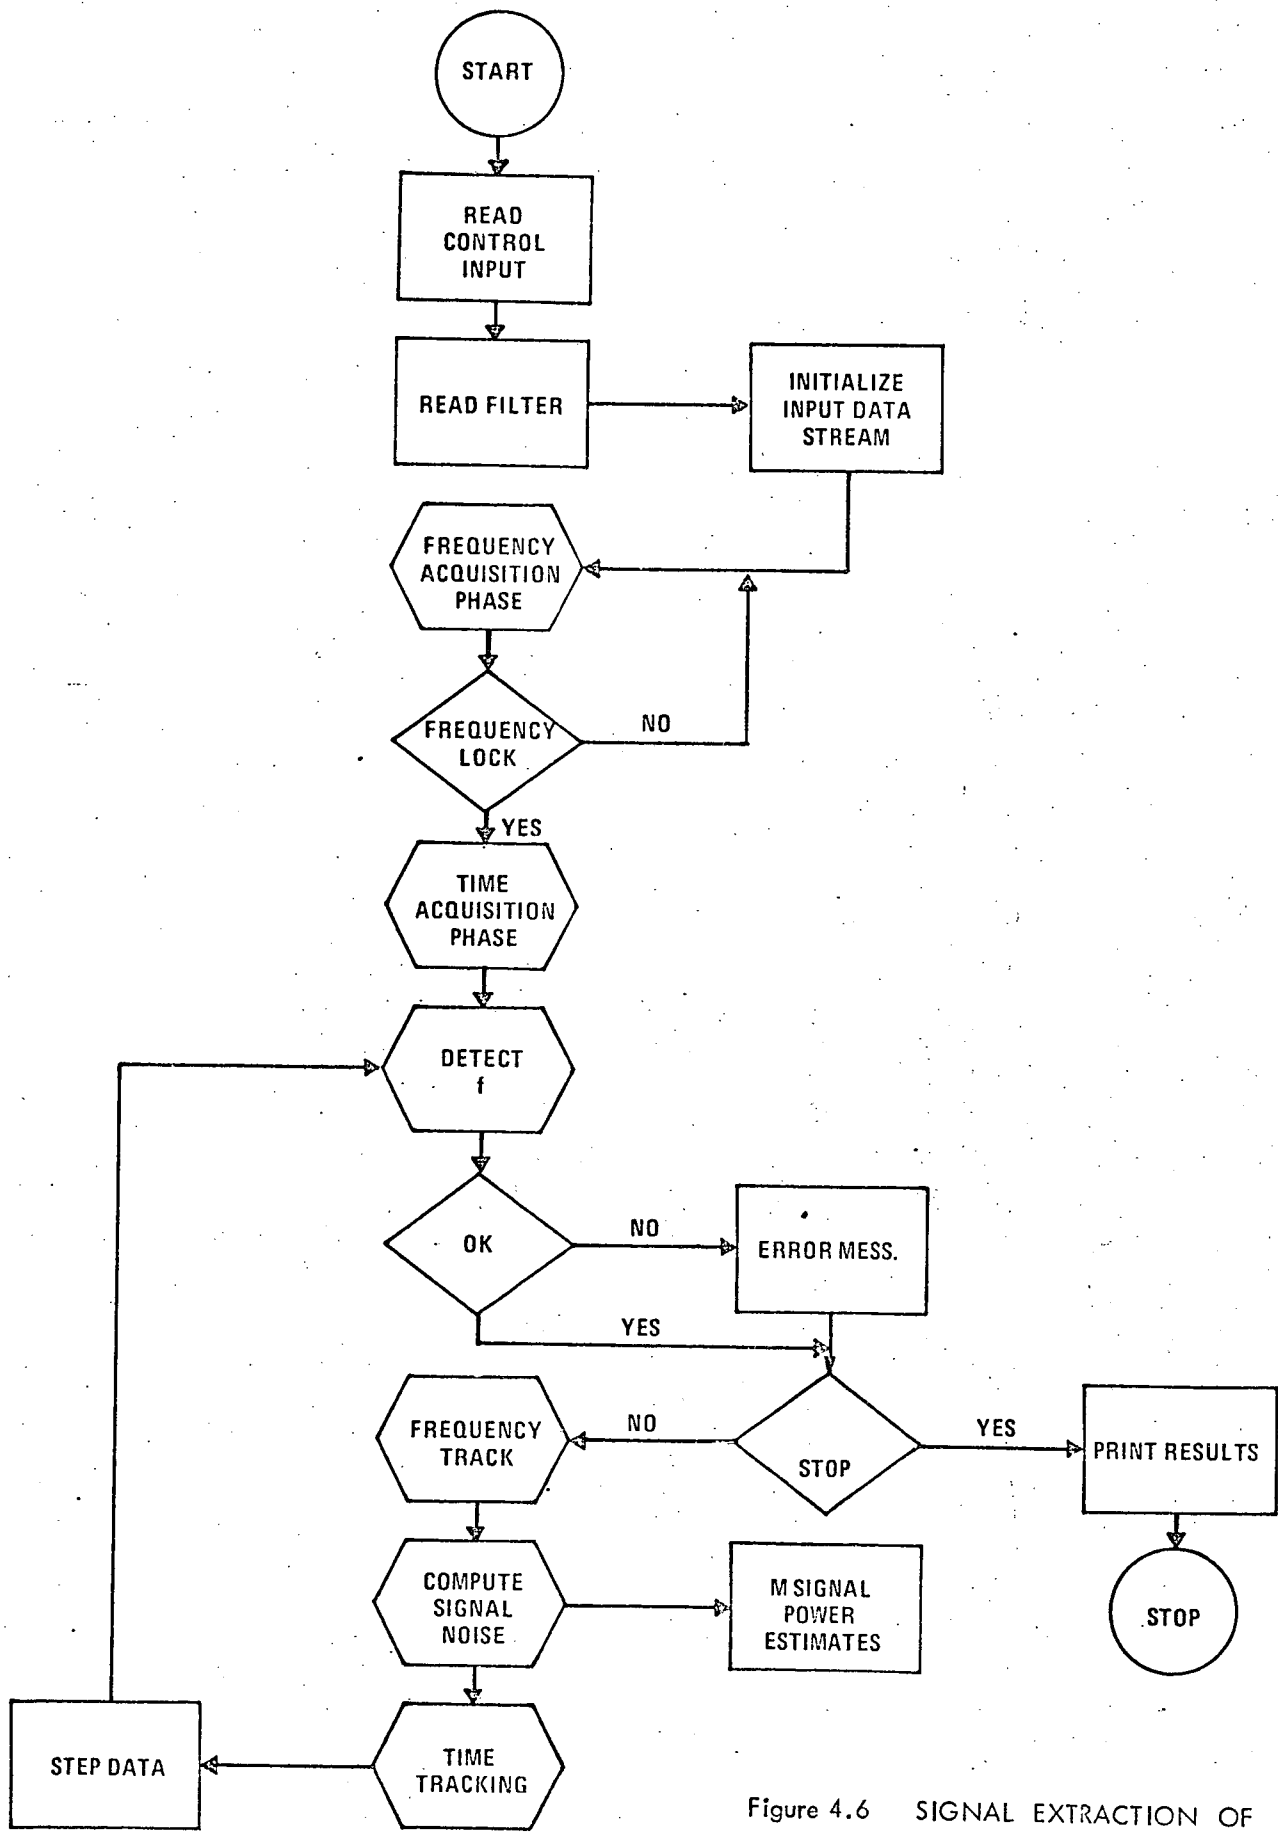 START
READ
CONTROL
INPUT
READ FILTER
INITIALIZE
INPUT DATA
STREAM
FREQUENCY
ACQUISITION
PHASE
FREQUENCY
LOCK
NO
YES
TIME
ACQUISITION
PHASE
DETECT
f
OK
NO
ERROR MESS.
YES
FREQUENCY
TRACK
NO
STOP
YES
PRINT RESULTS
COMPUTE
SIGNAL
NOISE
M SIGNAL
POWER
ESTIMATES
STOP
STEP DATA
TIME
TRACKING
Figure 4.6 SIGNAL EXTRACTION OF